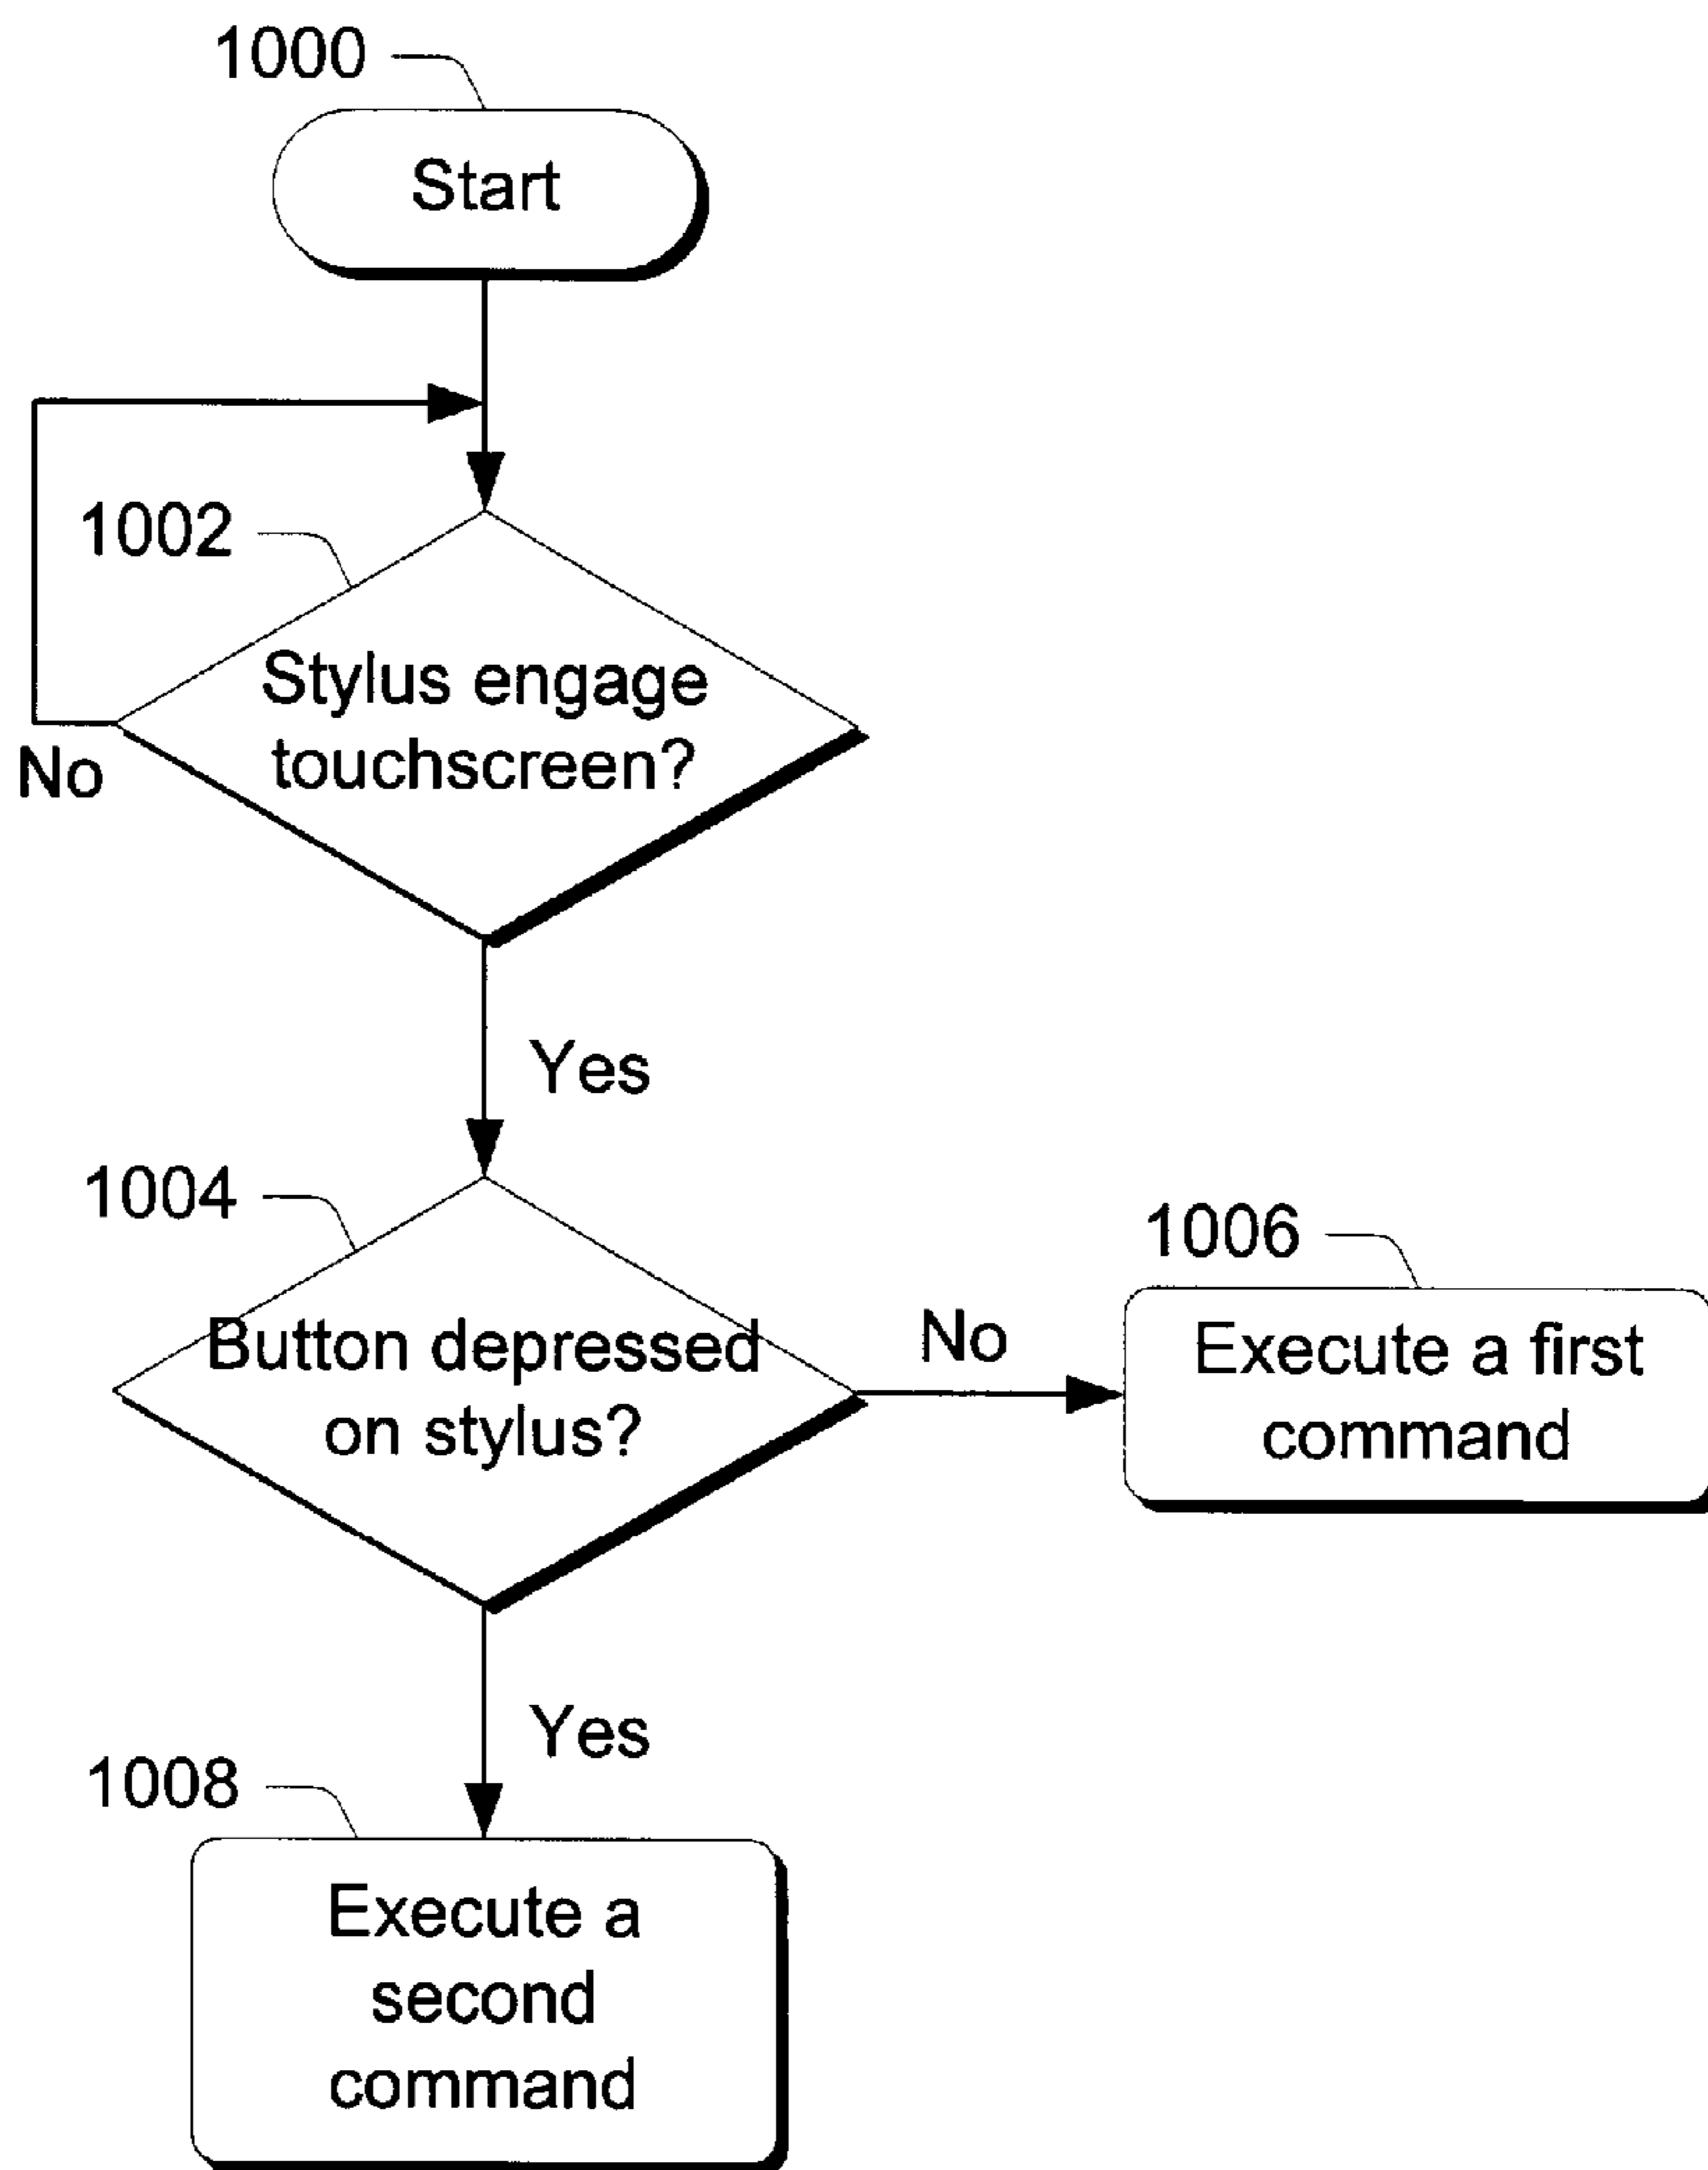 1000
Start
1002
Stylus engage
touchscreen?
No
Yes
1004
Button depressed
on stylus?
No
1006
Execute a first
command
Yes
1008
Execute a
second
command